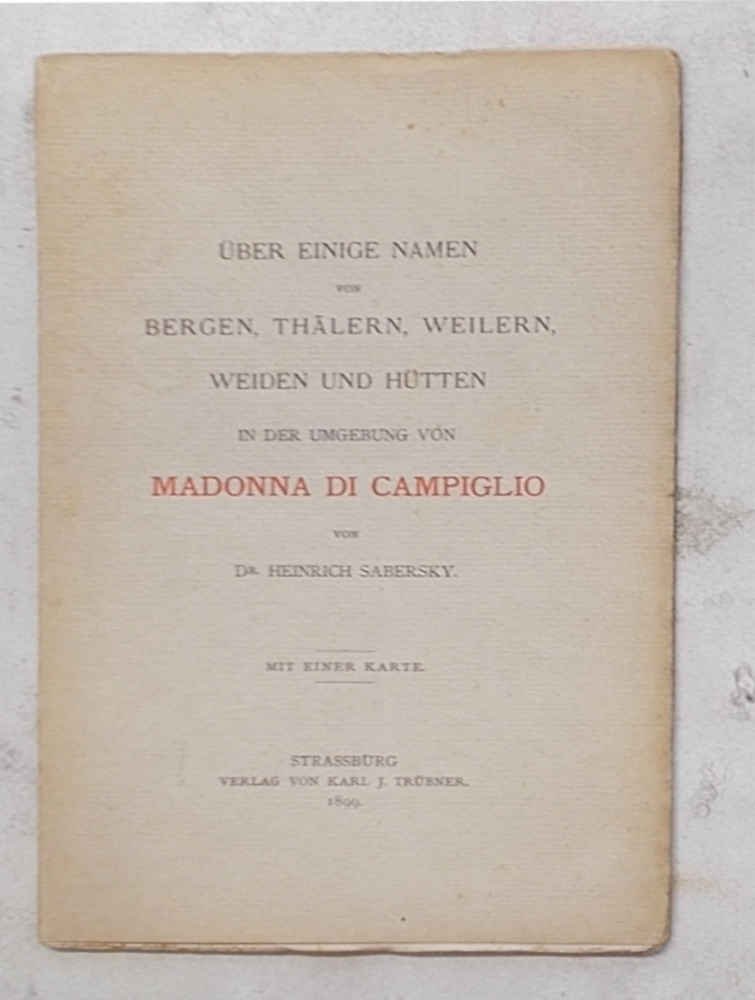 ÜBER EINIGE NAMEN
VON
BERGEN, THÄLERN, WEILERN,
WEIDEN UND HÜTTEN
IN DER UMGEBUNG VON
MADONNA DI CAMPIGLIO
VON
DR. HEINRICH SABERSKY.
MIT EINER KARTE.
STRASSBURG
VERLAG VON KARL J. TRÜBNER.
1899.